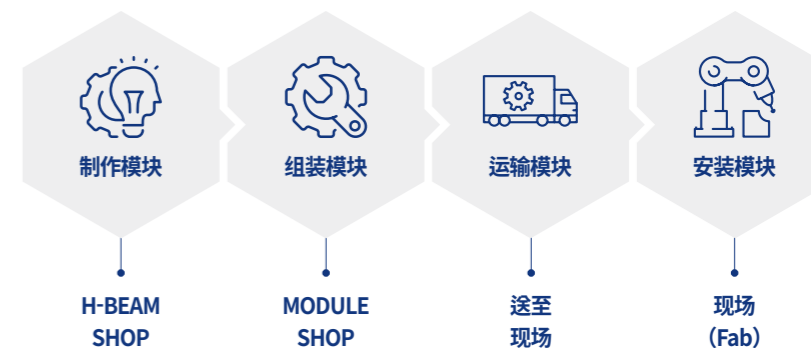 制作模块
组装模块
运输模块
安装模块
H-BEAM
SHOP
MODULE
SHOP
送至
现场
现场
（Fab）